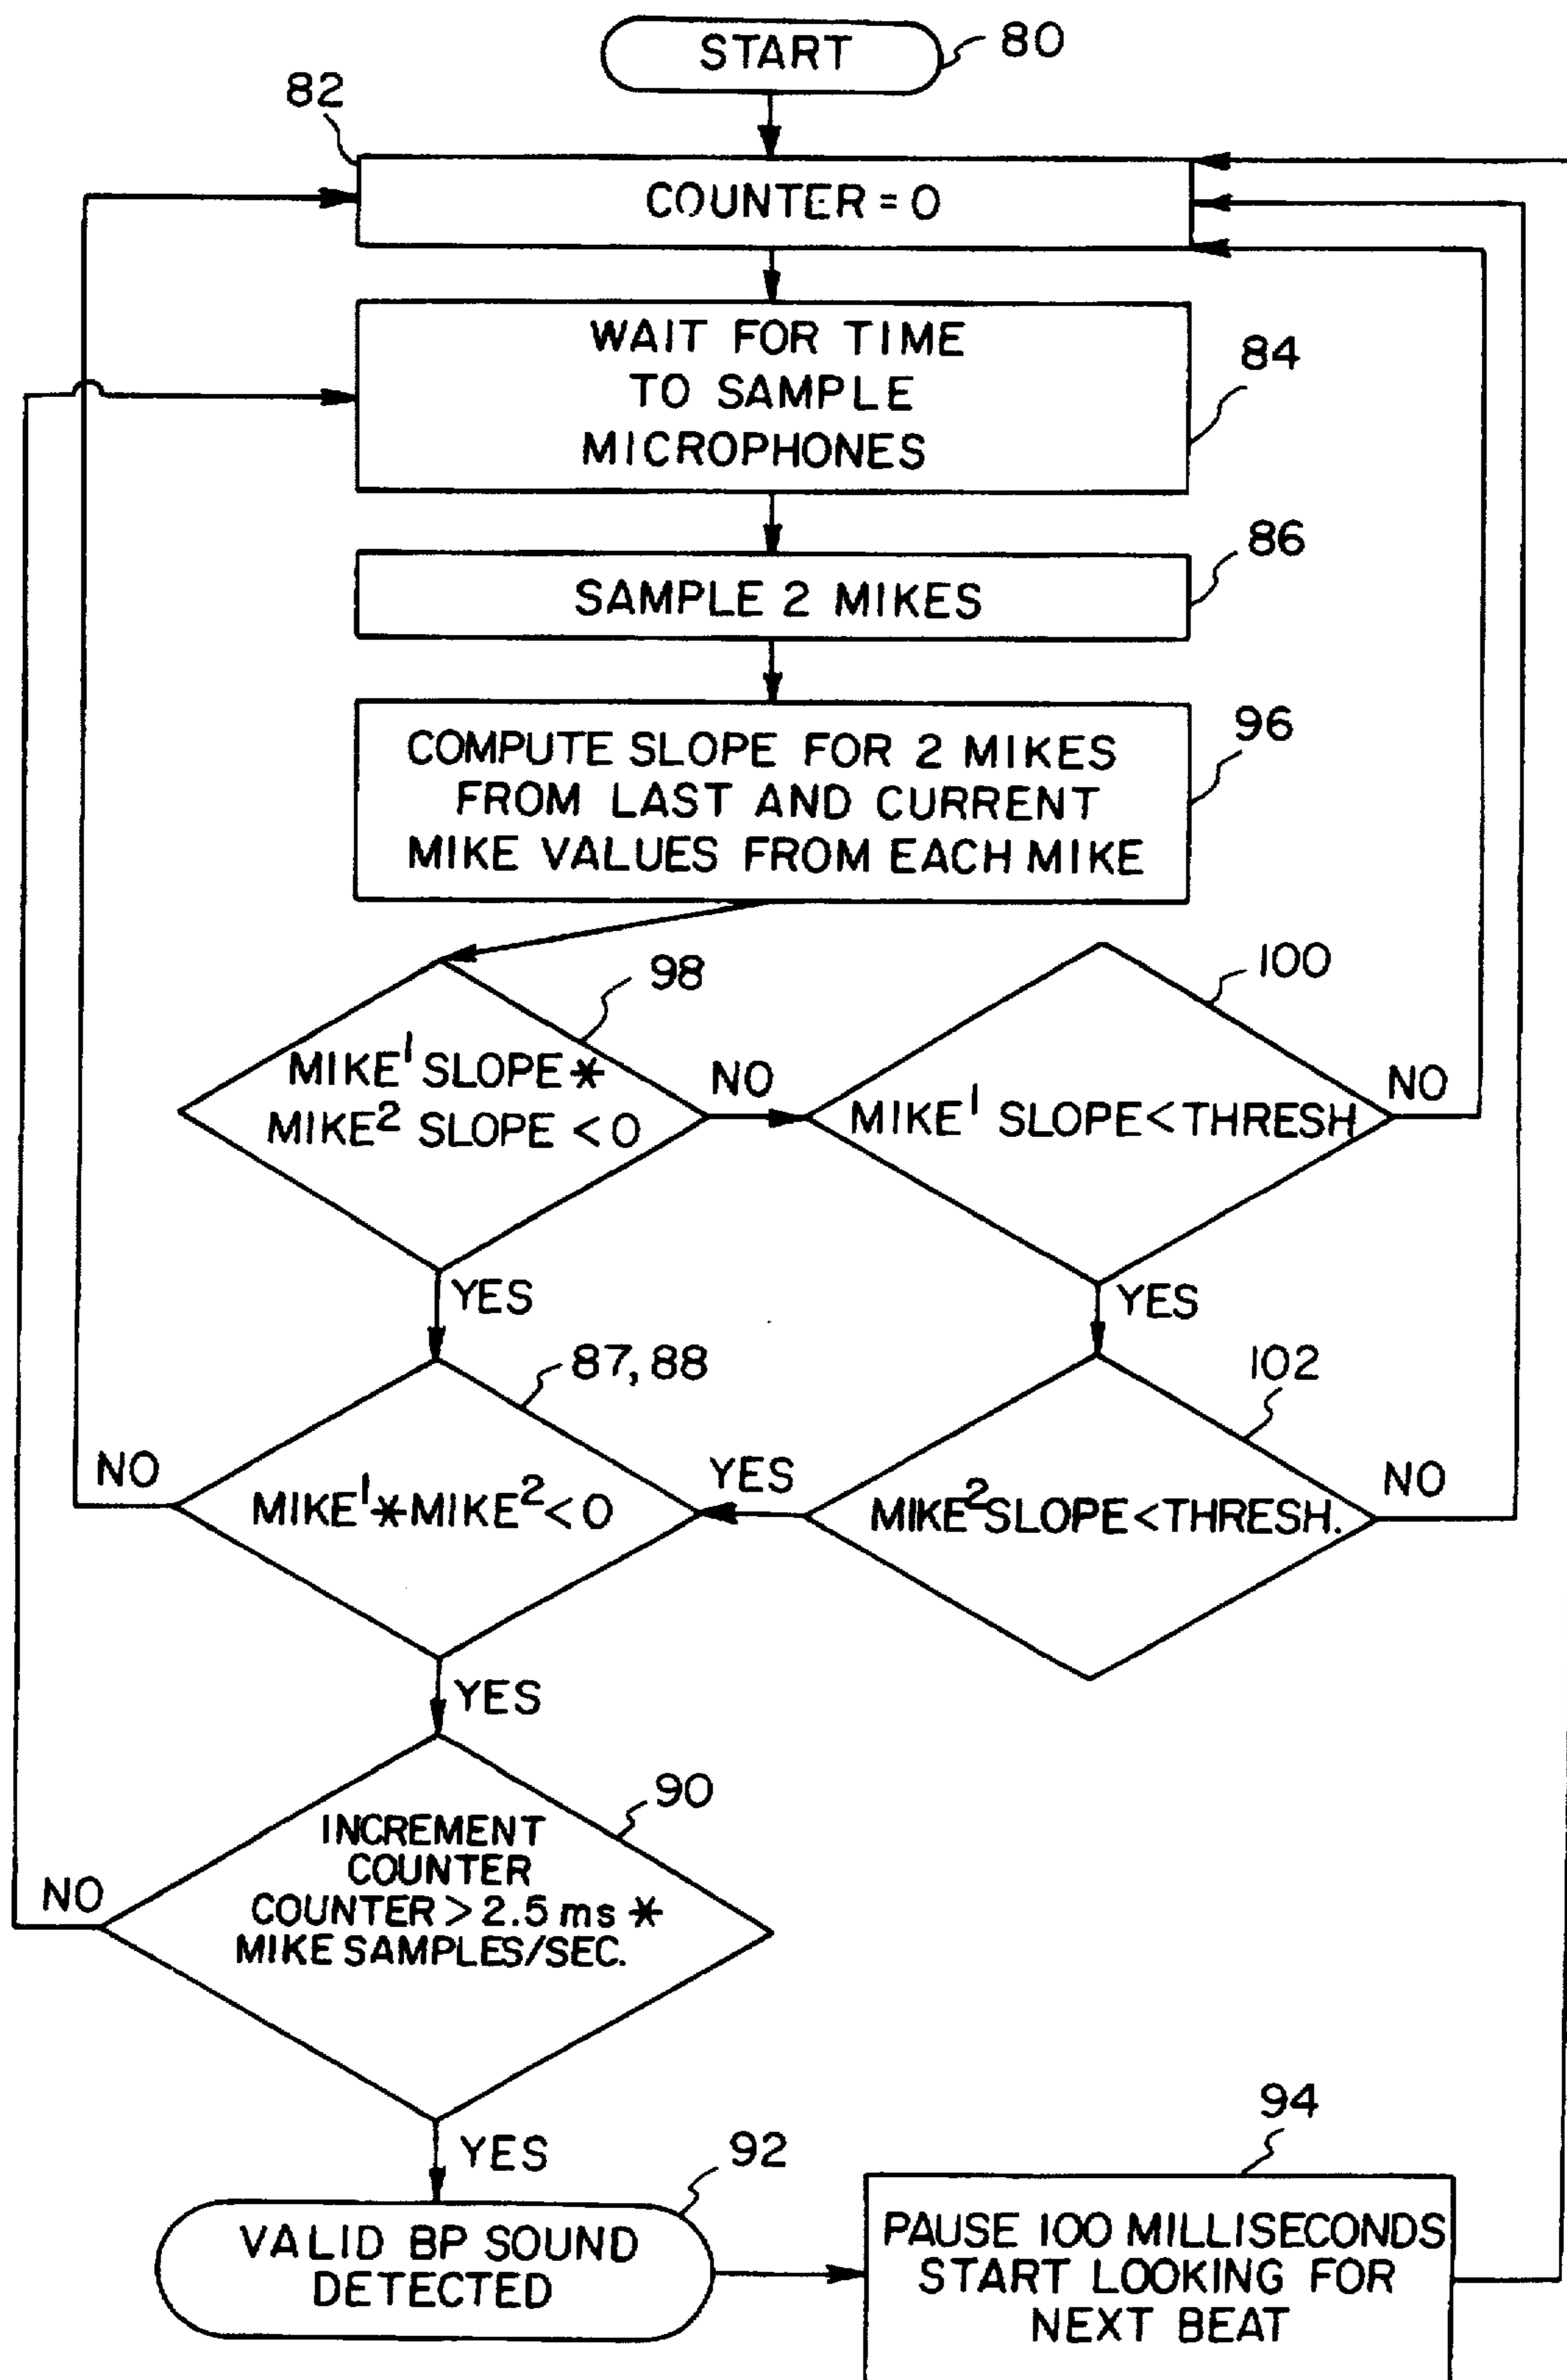 START
80
82
COUNTER = 0
WAIT FOR TIME
TO SAMPLE
MICROPHONES
84
86
SAMPLE 2 MIKES
96
COMPUTE SLOPE FOR 2 MIKES
FROM LAST AND CURRENT
MIKE VALUES FROM EACH MIKE
98
100
MIKE¹ SLOPE *
MIKE² SLOPE < 0
NO
MIKE¹ SLOPE < THRESH
NO
YES
YES
87, 88
102
NO
MIKE¹ * MIKE² < 0
YES
MIKE² SLOPE < THRESH.
NO
YES
90
INCREMENT
COUNTER
COUNTER > 2.5 ms *
MIKE SAMPLES/SEC.
NO
YES
92
94
VALID BP SOUND
DETECTED
PAUSE 100 MILLISECONDS
START LOOKING FOR
NEXT BEAT